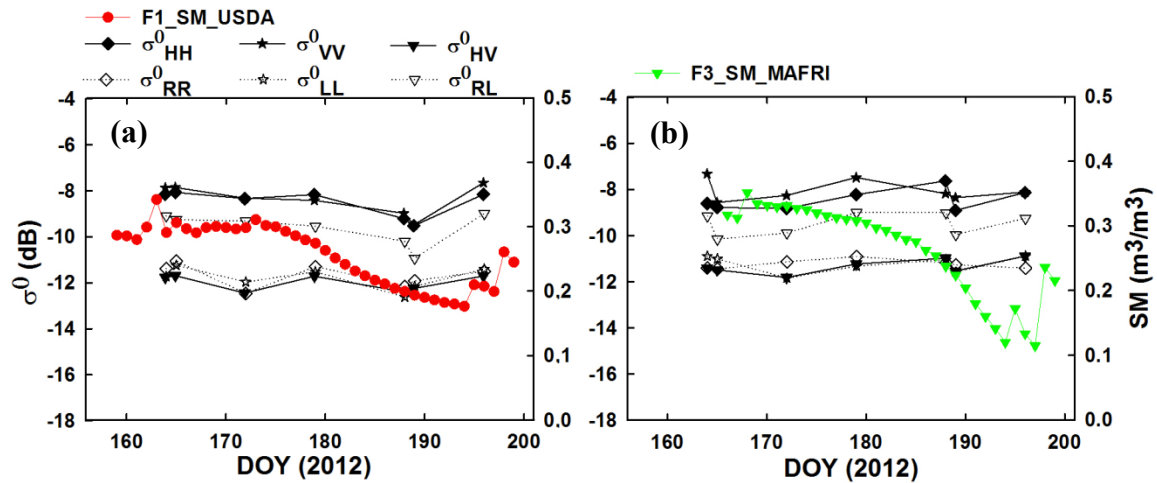 F1_SM_USDA
σ⁰HH σ⁰VV σ⁰HV
σ⁰RR σ⁰LL σ⁰RL
F3_SM_MAFRI
(a)
(b)
σ⁰ (dB)
-4
-6
-8
-10
-12
-14
-16
-18
0.5
0.4
0.3
0.2
0.1
0.0
-4
-6
-8
-10
-12
-14
-16
-18
0.5
0.4
0.3
0.2
0.1
0.0
SM (m³/m3)
160 170 180 190 200
160 170 180 190 200
DOY (2012)
DOY (2012)